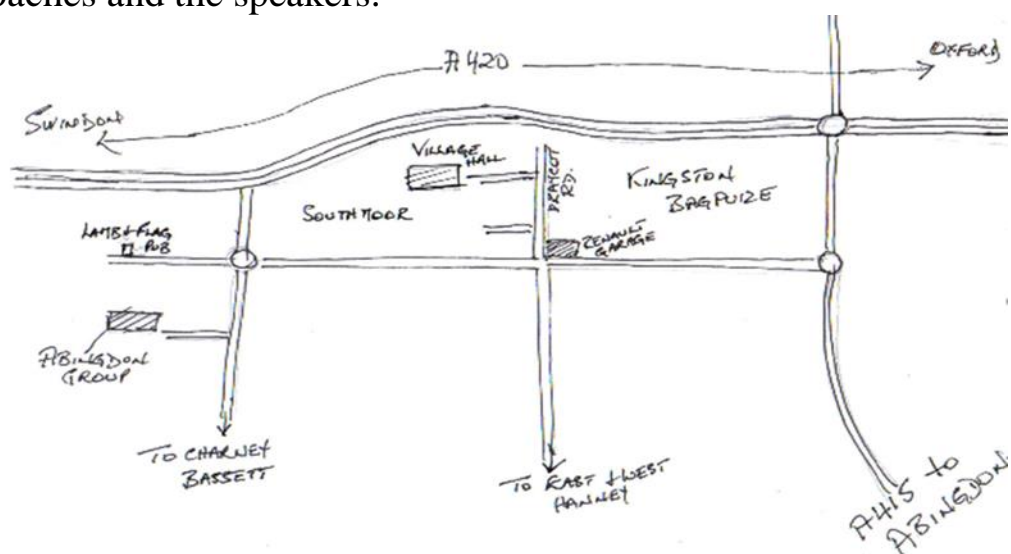 and the speakers.
A420
OXFORD
SWINDON
VILLAGE
HALL
DRAYCOT
RD.
KINGSTON
BAGPUIZE
SOUTHMOOR
LAMB & FLAG
PUB
RENAULT
GARAGE
ABINGDON
GROUP
TO CHARNEY
BASSETT
TO EAST & WEST
HANNEY
A415 to
ABINGDON